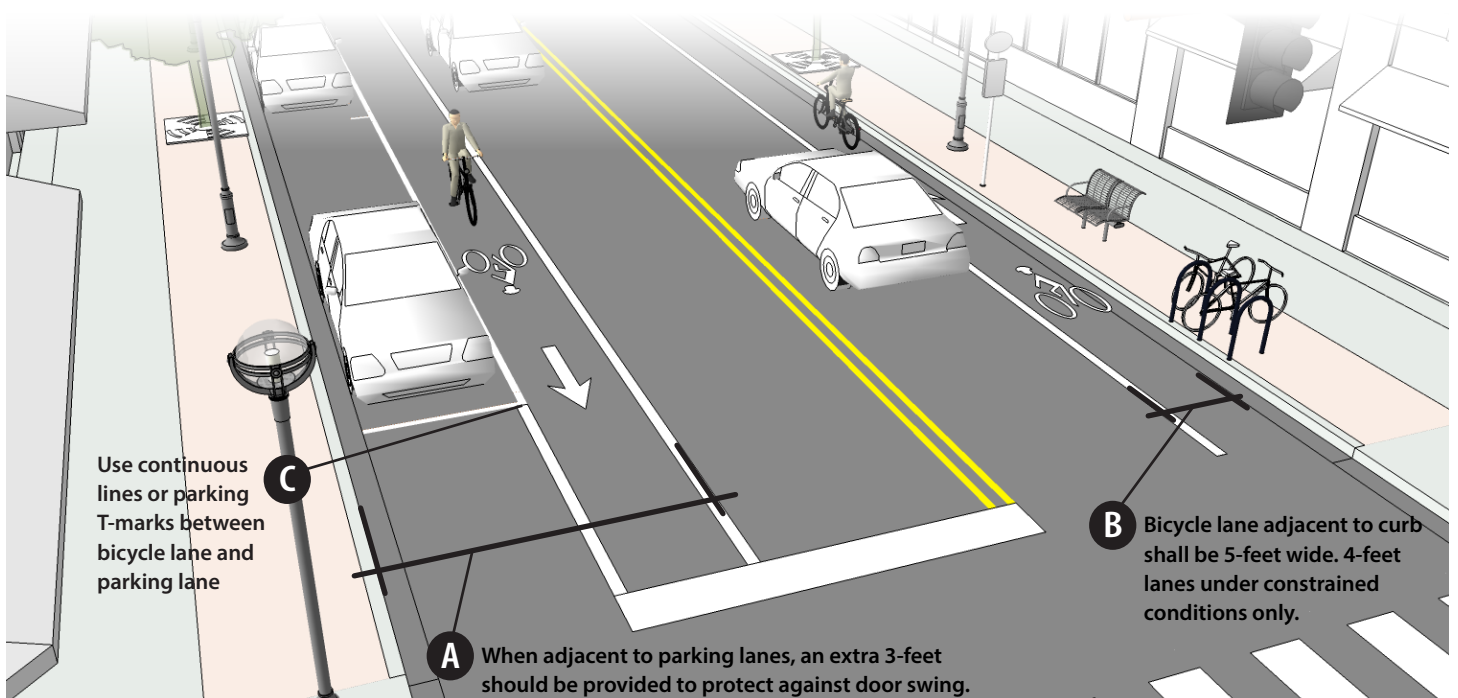 Use continuous
lines or parking
T-marks between
bicycle lane and
parking lane
C
B
Bicycle lane adjacent to curb
shall be 5-feet wide. 4-feet
lanes under constrained
conditions only.
A
When adjacent to parking lanes, an extra 3-feet
should be provided to protect against door swing.